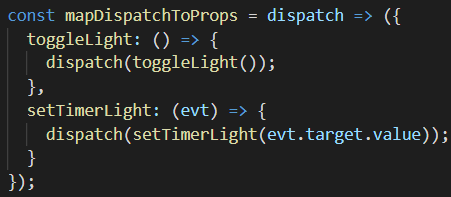 const mapDispatchToProps = dispatch => ({
  toggleLight: () => {
    dispatch(toggleLight());
  },
  setTimerLight: (evt) => {
    dispatch(setTimerLight(evt.target.value));
  }
});